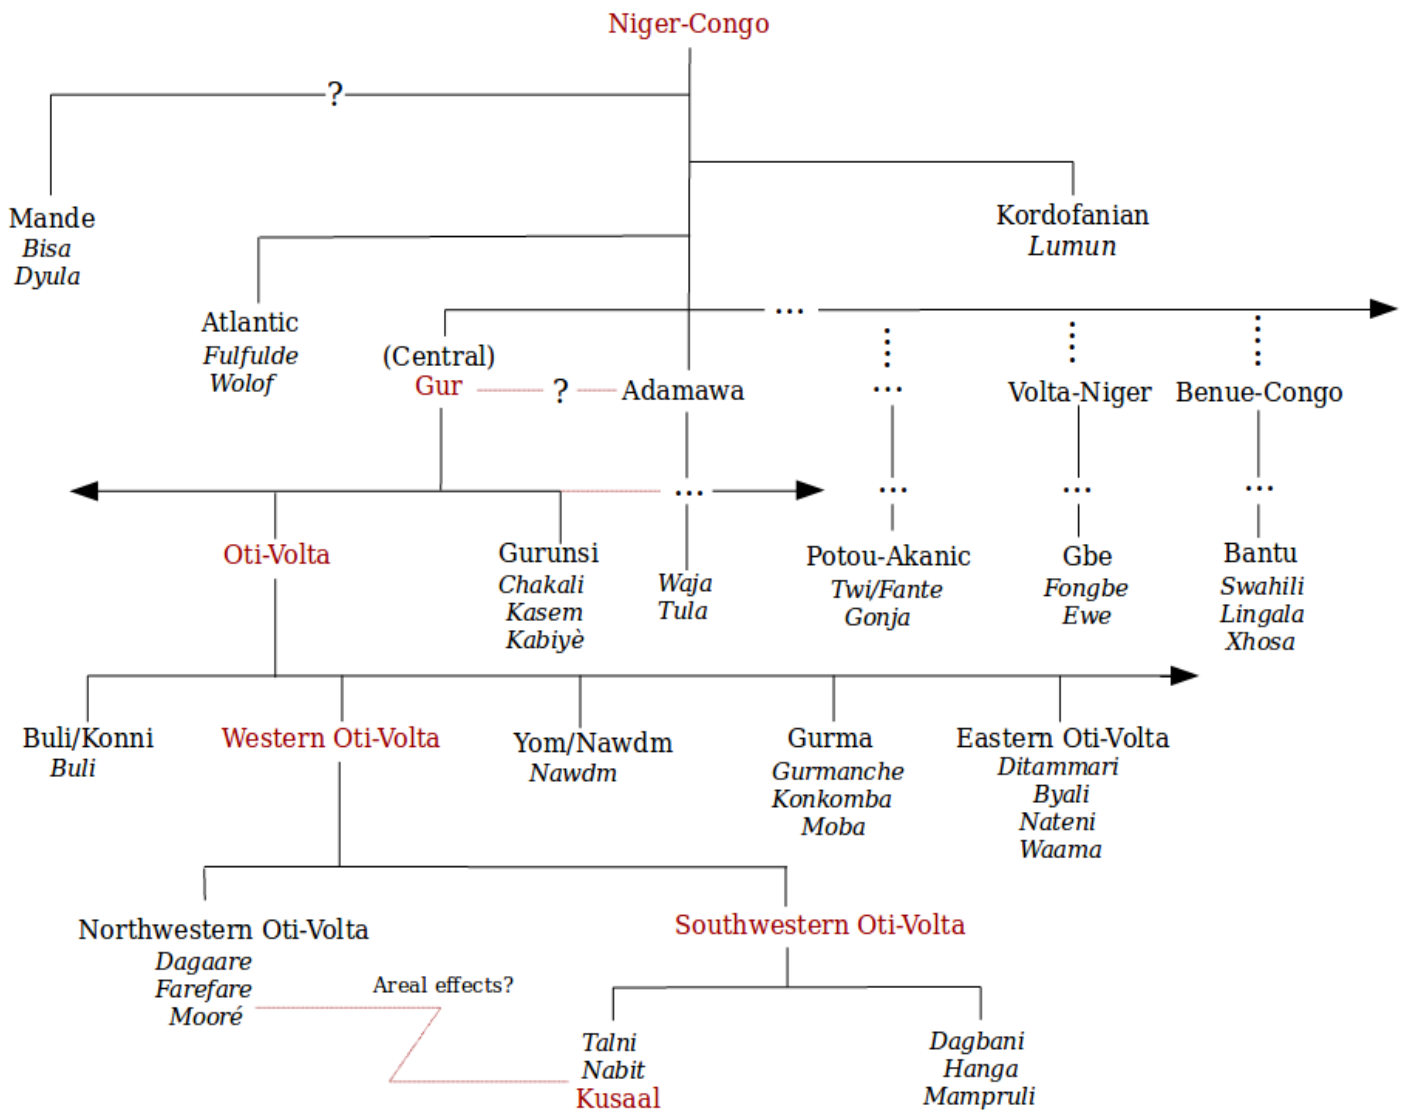 Niger-Congo
?
Mande
Bisa
Dyula
Kordofanian
Lumun
Atlantic
Fulfulde
Wolof
...
(Central)
Gur
?
Adamawa
...
Volta-Niger
Benue-Congo
...
...
...
...
Oti-Volta
Gurunsi
Chakali
Kasem
Kabiyè
Waja
Tula
Potou-Akanic
Twi/Fante
Gonja
Gbe
Fongbe
Ewe
Bantu
Swahili
Lingala
Xhosa
Buli/Konni
Buli
Western Oti-Volta
Yom/Nawdm
Nawdm
Gurma
Gurmanche
Konkomba
Moba
Eastern Oti-Volta
Ditammari
Byali
Nateni
Waama
Northwestern Oti-Volta
Dagaare
Farefare
Mooré
Areal effects?
Southwestern Oti-Volta
Talni
Nabit
Kusaal
Dagbani
Hanga
Mampruli